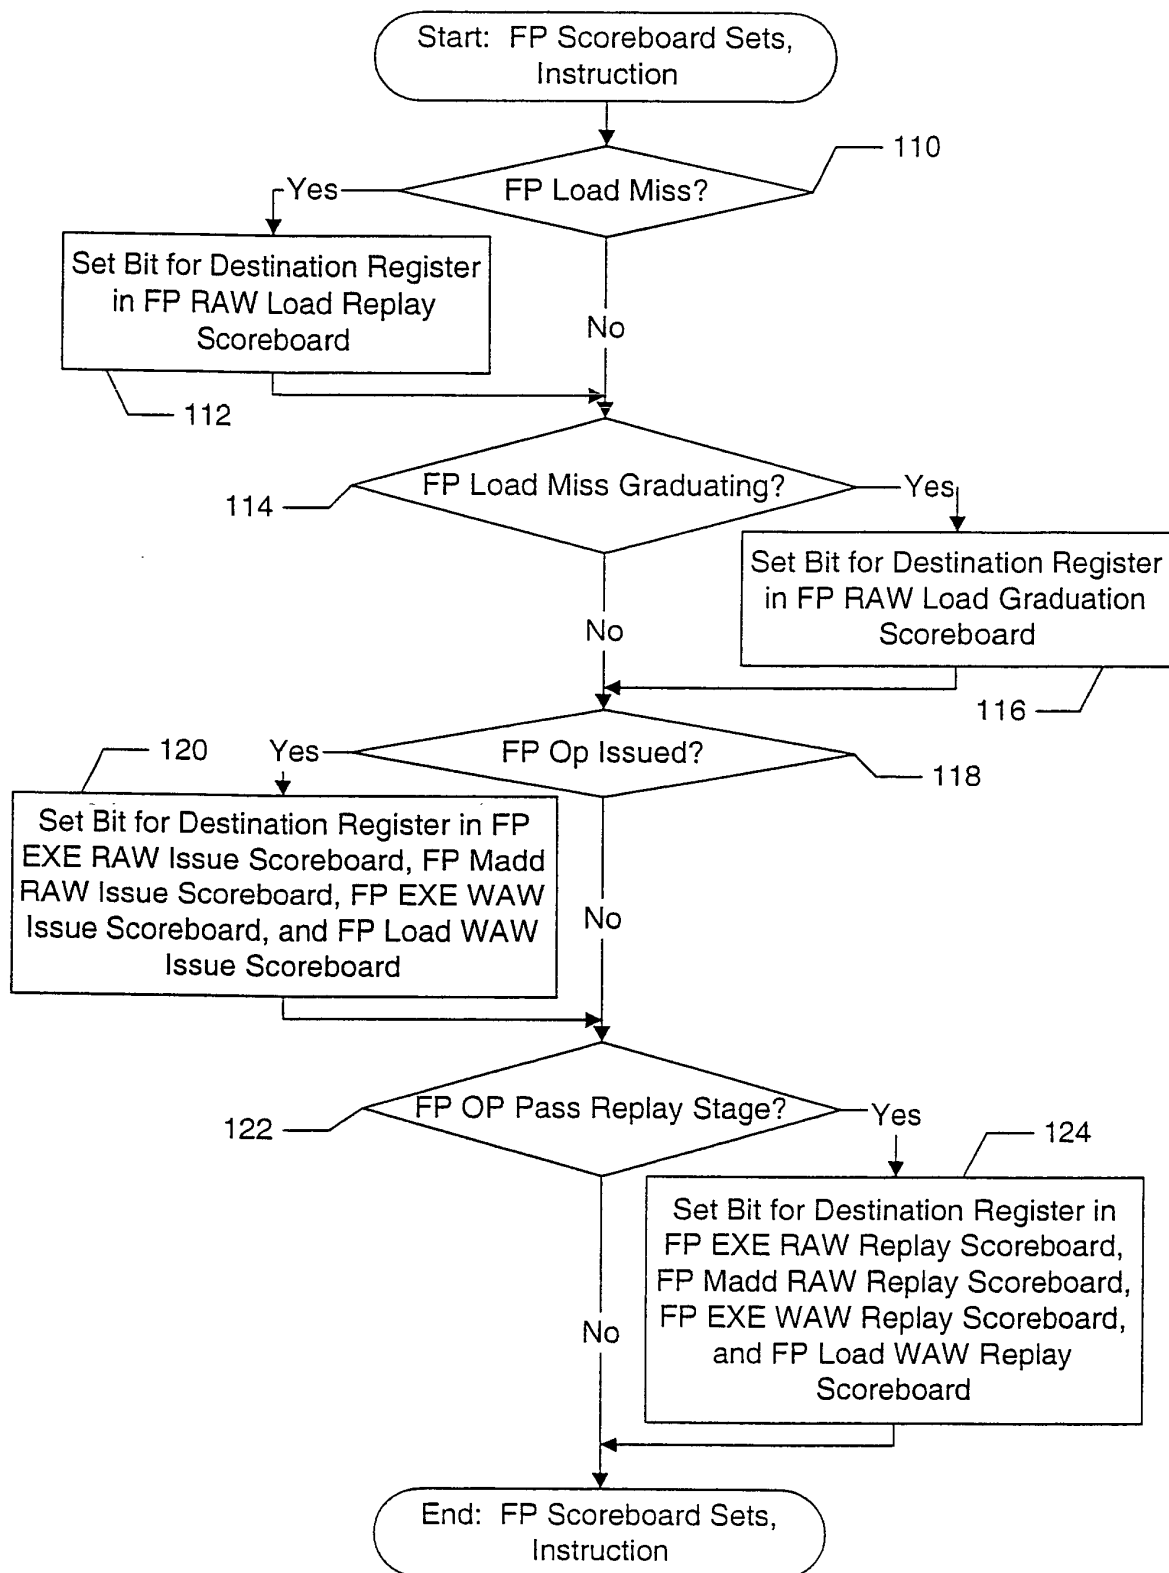 Start: FP Scoreboard Sets,
Instruction
110
FP Load Miss?
Yes
Set Bit for Destination Register
in FP RAW Load Replay
Scoreboard
No
112
FP Load Miss Graduating?
Yes
114
Set Bit for Destination Register
in FP RAW Load Graduation
Scoreboard
No
116
FP Op Issued?
Yes
120
118
Set Bit for Destination Register in FP
EXE RAW Issue Scoreboard, FP Madd
RAW Issue Scoreboard, FP EXE WAW
Issue Scoreboard, and FP Load WAW
Issue Scoreboard
No
FP OP Pass Replay Stage?
Yes
122
124
Set Bit for Destination Register in
FP EXE RAW Replay Scoreboard,
FP Madd RAW Replay Scoreboard,
FP EXE WAW Replay Scoreboard,
and FP Load WAW Replay
Scoreboard
No
End: FP Scoreboard Sets,
Instruction